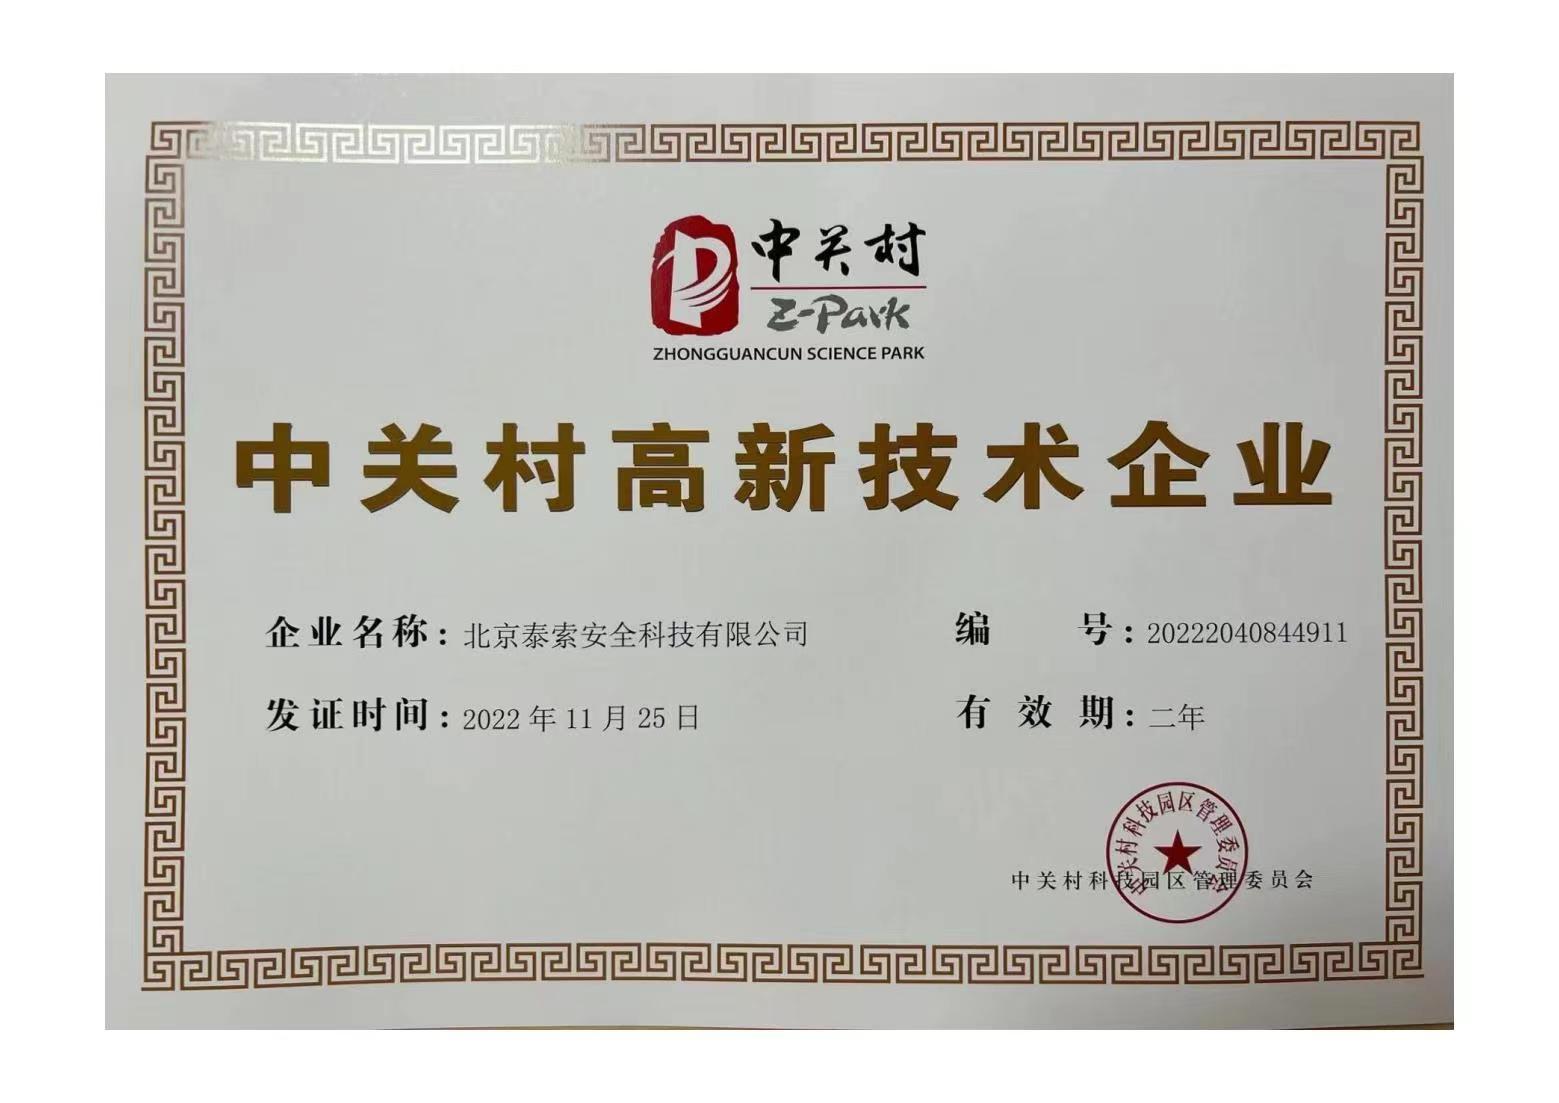 中关村
Z-Park
ZHONGGUANCUN SCIENCE PARK
中关村高新技术企业
企业名称：北京泰索安全科技有限公司
编 号：20222040844911
发证时间：2022年11月25日
有 效 期：二年
中关村科技园区管理委员会
中关村科技园区管理委员会